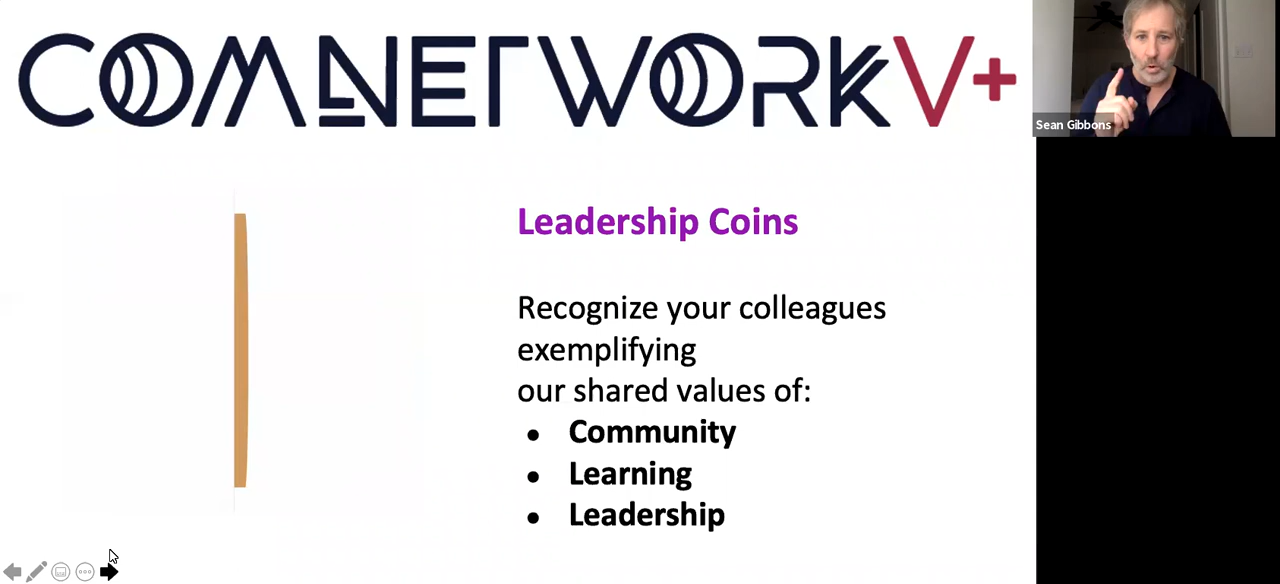 COMNETWORKV+
Sean Gibbons
Leadership Coins
Recognize your colleagues
exemplifying
our shared values of:
• Community
• Learning
• Leadership